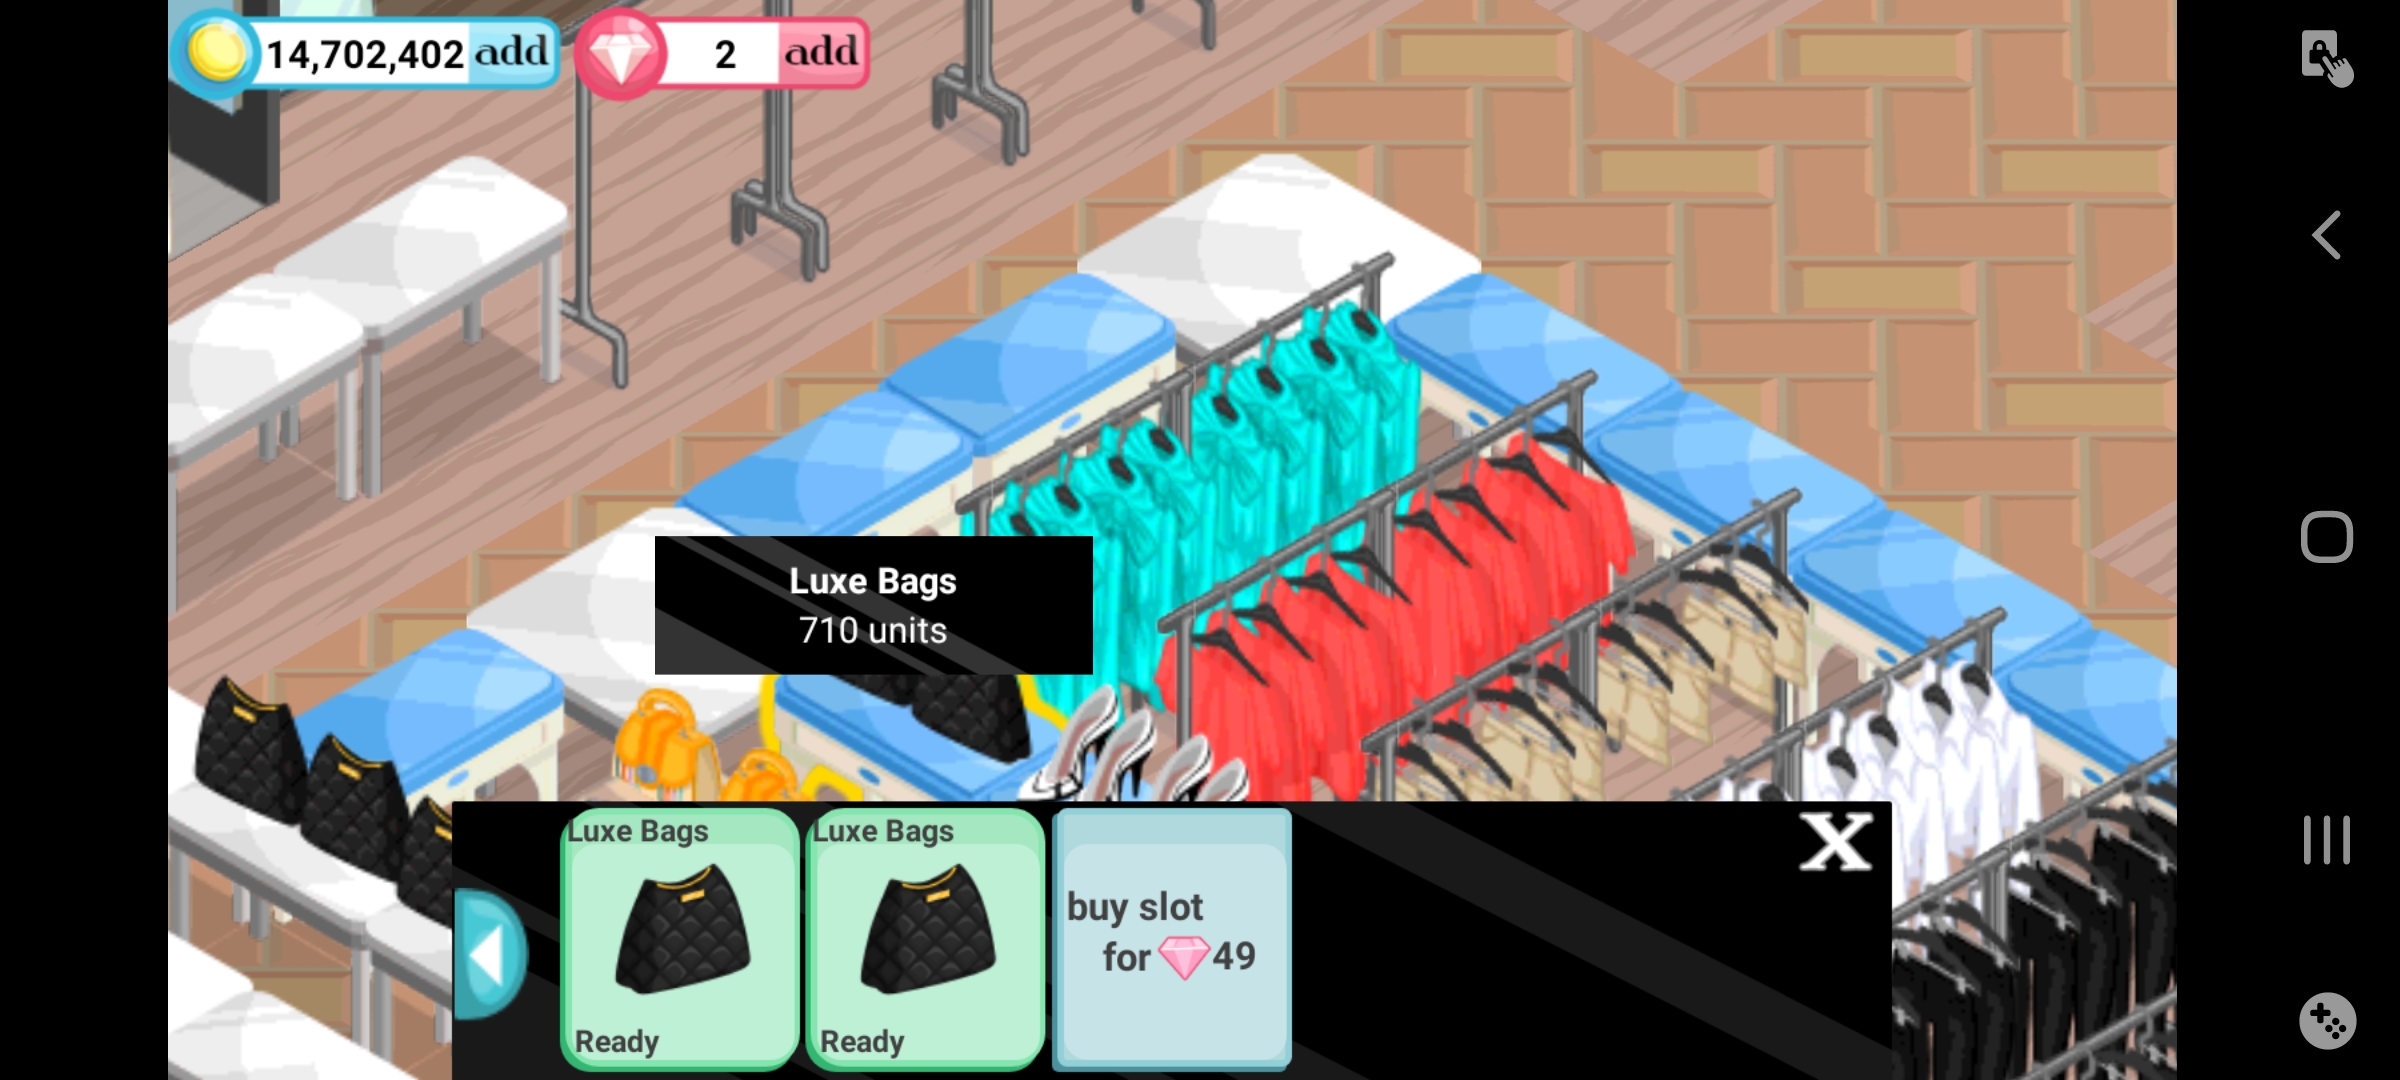 14,702,402 add
2 add
Luxe Bags
710 units
Luxe Bags
Ready
Luxe Bags
Ready
buy slot
for 49
X